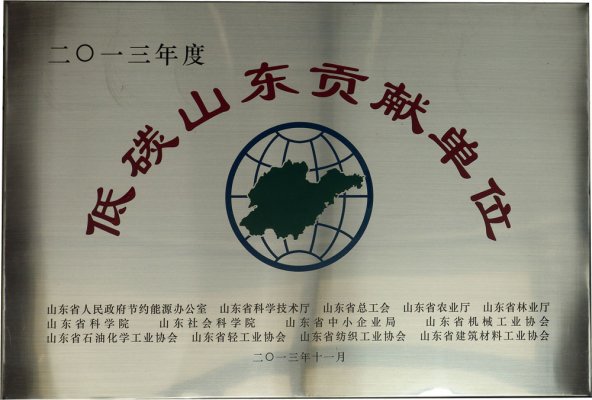 二〇一三年度
低碳山东贡献单位
山东省人民政府节约能源办公室 山东省科学技术厅 山东省总工会 山东省农业厅 山东省林业厅
山东省科学院 山东社会科学院 山东省中小企业局 山东省机械工业协会
山东省石油化学工业协会 山东省轻工业协会 山东省纺织工业协会 山东省建筑材料工业协会
二〇一三年十一月